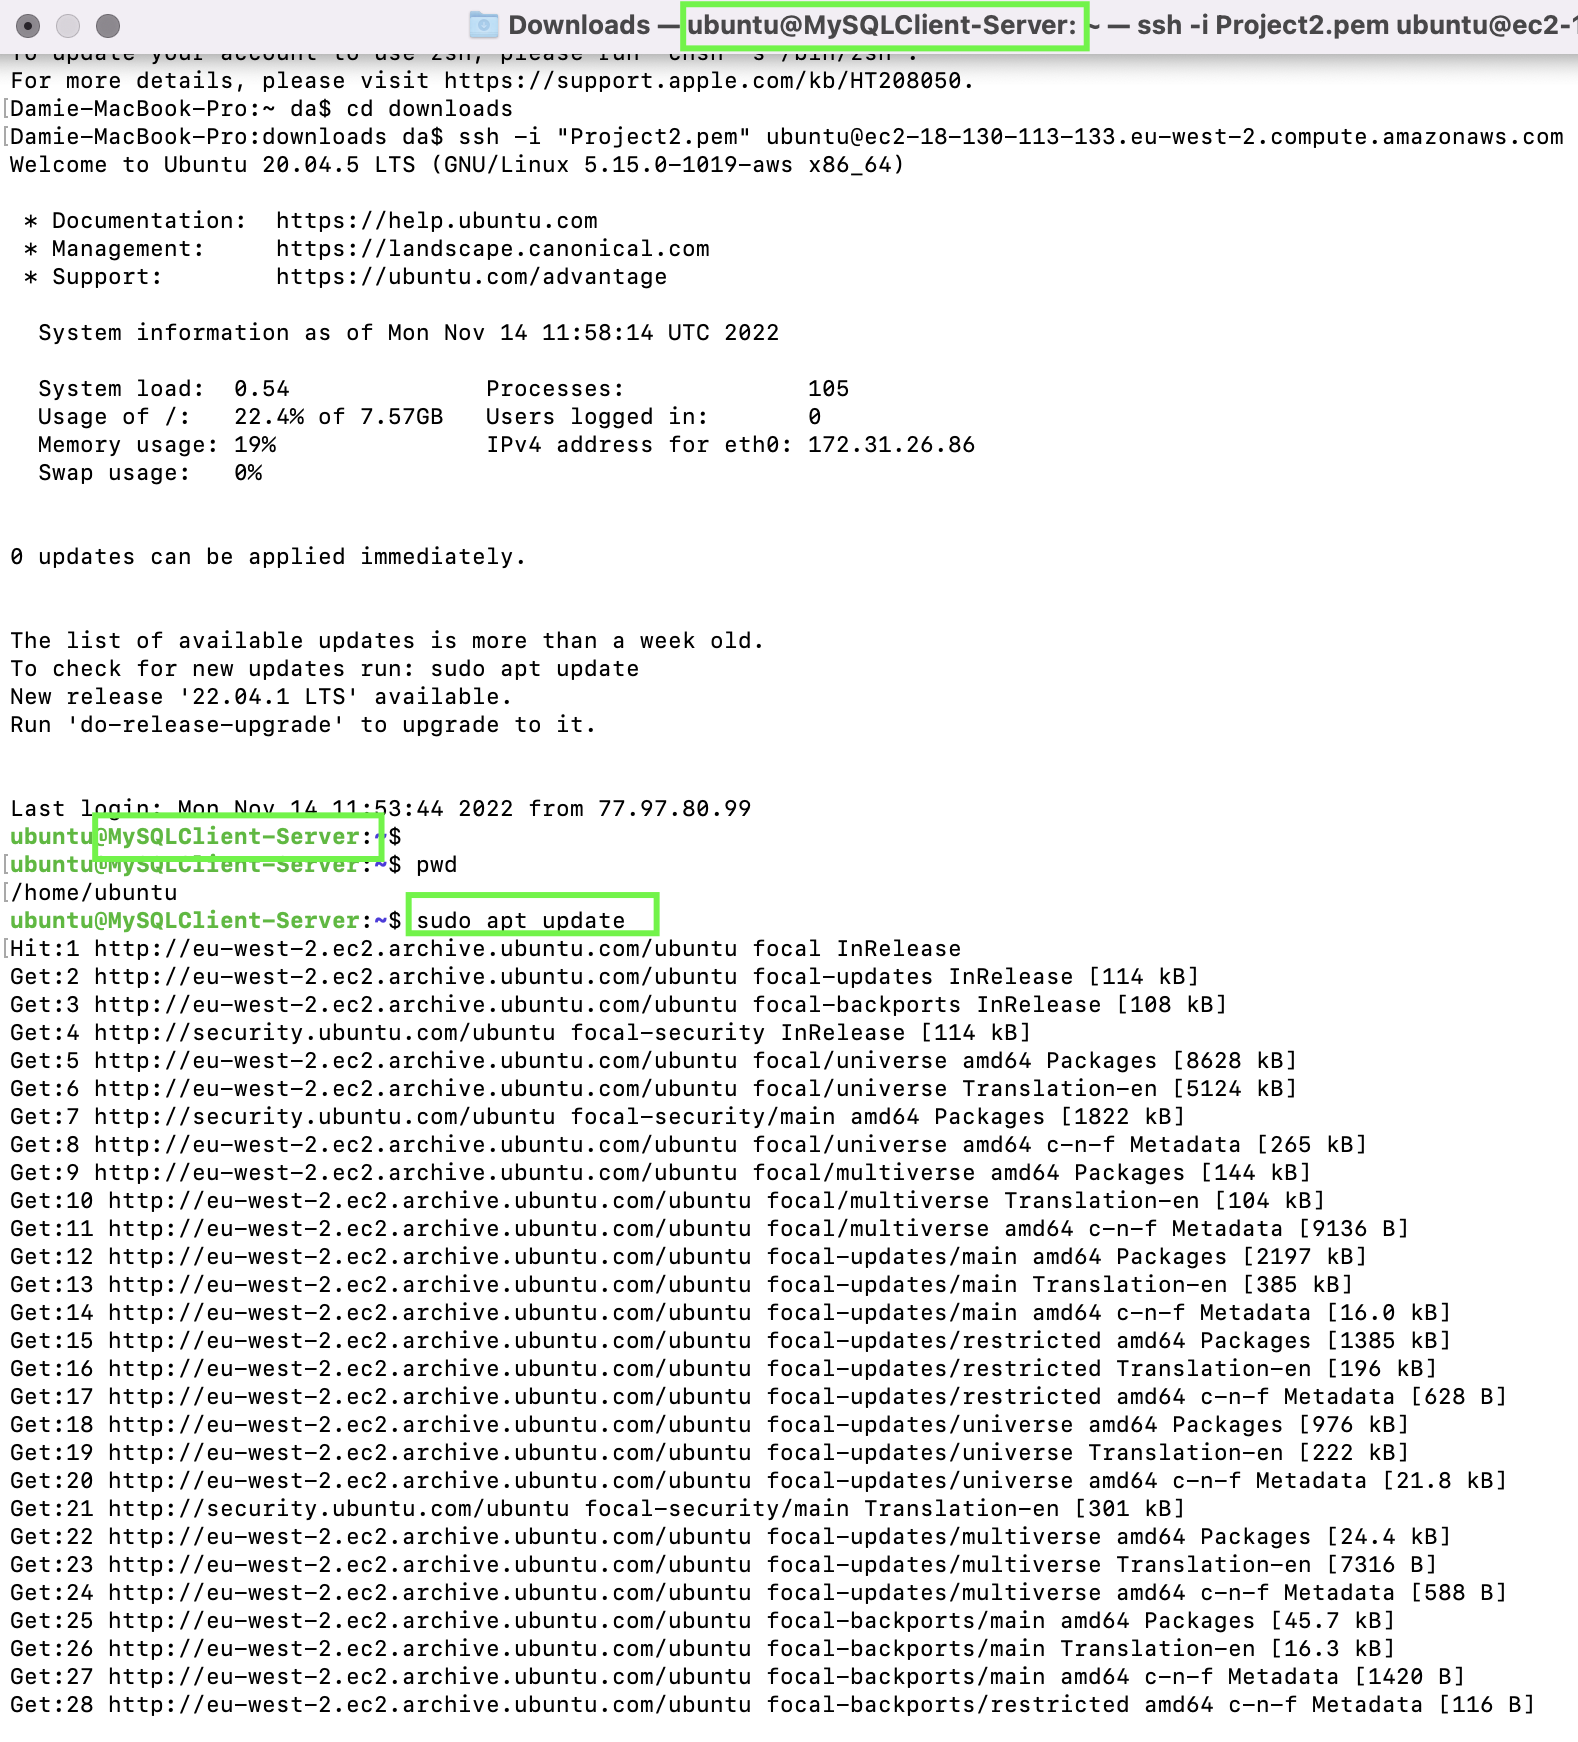 Downloads — ubuntu@MySQLClient-Server: ~ — ssh -i Project2.pem ubuntu@ec2-1
To update your account to use zsh, please run `chsh -s /bin/zsh`.
For more details, please visit https://support.apple.com/kb/HT208050.
[Damie-MacBook-Pro:~ da$ cd downloads
[Damie-MacBook-Pro:downloads da$ ssh -i "Project2.pem" ubuntu@ec2-18-130-113-133.eu-west-2.compute.amazonaws.com
Welcome to Ubuntu 20.04.5 LTS (GNU/Linux 5.15.0-1019-aws x86_64)
* Documentation:  https://help.ubuntu.com
* Management:     https://landscape.canonical.com
* Support:        https://ubuntu.com/advantage
System information as of Mon Nov 14 11:58:14 UTC 2022
System load:  0.54              Processes:             105
Usage of /:   22.4% of 7.57GB   Users logged in:       0
Memory usage: 19%               IPv4 address for eth0: 172.31.26.86
Swap usage:   0%
0 updates can be applied immediately.
The list of available updates is more than a week old.
To check for new updates run: sudo apt update
New release '22.04.1 LTS' available.
Run 'do-release-upgrade' to upgrade to it.
Last login: Mon Nov 14 11:53:44 2022 from 77.97.80.99
ubuntu@MySQLClient-Server:~$
[ubuntu@MySQLClient-Server:~$ pwd
[/home/ubuntu
ubuntu@MySQLClient-Server:~$ sudo apt update
[Hit:1 http://eu-west-2.ec2.archive.ubuntu.com/ubuntu focal InRelease
Get:2 http://eu-west-2.ec2.archive.ubuntu.com/ubuntu focal-updates InRelease [114 kB]
Get:3 http://eu-west-2.ec2.archive.ubuntu.com/ubuntu focal-backports InRelease [108 kB]
Get:4 http://security.ubuntu.com/ubuntu focal-security InRelease [114 kB]
Get:5 http://eu-west-2.ec2.archive.ubuntu.com/ubuntu focal/universe amd64 Packages [8628 kB]
Get:6 http://eu-west-2.ec2.archive.ubuntu.com/ubuntu focal/universe Translation-en [5124 kB]
Get:7 http://security.ubuntu.com/ubuntu focal-security/main amd64 Packages [1822 kB]
Get:8 http://eu-west-2.ec2.archive.ubuntu.com/ubuntu focal/universe amd64 c-n-f Metadata [265 kB]
Get:9 http://eu-west-2.ec2.archive.ubuntu.com/ubuntu focal/multiverse amd64 Packages [144 kB]
Get:10 http://eu-west-2.ec2.archive.ubuntu.com/ubuntu focal/multiverse Translation-en [104 kB]
Get:11 http://eu-west-2.ec2.archive.ubuntu.com/ubuntu focal/multiverse amd64 c-n-f Metadata [9136 B]
Get:12 http://eu-west-2.ec2.archive.ubuntu.com/ubuntu focal-updates/main amd64 Packages [2197 kB]
Get:13 http://eu-west-2.ec2.archive.ubuntu.com/ubuntu focal-updates/main Translation-en [385 kB]
Get:14 http://eu-west-2.ec2.archive.ubuntu.com/ubuntu focal-updates/main amd64 c-n-f Metadata [16.0 kB]
Get:15 http://eu-west-2.ec2.archive.ubuntu.com/ubuntu focal-updates/restricted amd64 Packages [1385 kB]
Get:16 http://eu-west-2.ec2.archive.ubuntu.com/ubuntu focal-updates/restricted Translation-en [196 kB]
Get:17 http://eu-west-2.ec2.archive.ubuntu.com/ubuntu focal-updates/restricted amd64 c-n-f Metadata [628 B]
Get:18 http://eu-west-2.ec2.archive.ubuntu.com/ubuntu focal-updates/universe amd64 Packages [976 kB]
Get:19 http://eu-west-2.ec2.archive.ubuntu.com/ubuntu focal-updates/universe Translation-en [222 kB]
Get:20 http://eu-west-2.ec2.archive.ubuntu.com/ubuntu focal-updates/universe amd64 c-n-f Metadata [21.8 kB]
Get:21 http://security.ubuntu.com/ubuntu focal-security/main Translation-en [301 kB]
Get:22 http://eu-west-2.ec2.archive.ubuntu.com/ubuntu focal-updates/multiverse amd64 Packages [24.4 kB]
Get:23 http://eu-west-2.ec2.archive.ubuntu.com/ubuntu focal-updates/multiverse Translation-en [7316 B]
Get:24 http://eu-west-2.ec2.archive.ubuntu.com/ubuntu focal-updates/multiverse amd64 c-n-f Metadata [588 B]
Get:25 http://eu-west-2.ec2.archive.ubuntu.com/ubuntu focal-backports/main amd64 Packages [45.7 kB]
Get:26 http://eu-west-2.ec2.archive.ubuntu.com/ubuntu focal-backports/main Translation-en [16.3 kB]
Get:27 http://eu-west-2.ec2.archive.ubuntu.com/ubuntu focal-backports/main amd64 c-n-f Metadata [1420 B]
Get:28 http://eu-west-2.ec2.archive.ubuntu.com/ubuntu focal-backports/restricted amd64 c-n-f Metadata [116 B]